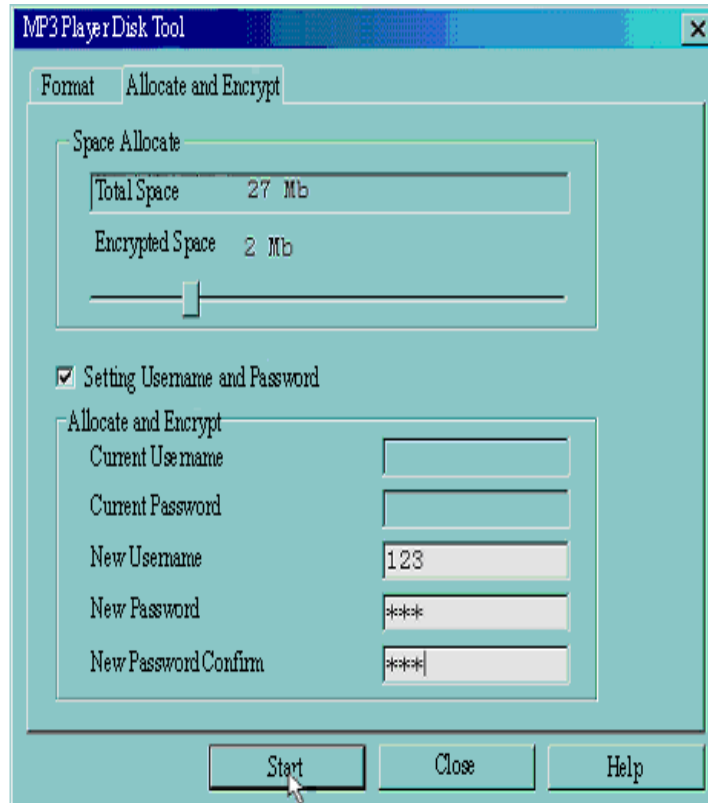 MP3 Player Disk Tool
Format Allocate and Encrypt
Space Allocate
Total Space 27 Mb
Encrypted Space 2 Mb
Setting Username and Password
Allocate and Encrypt
Current Username
Current Password
New Username 123
New Password ***
New Password Confirm ***
Start Close Help